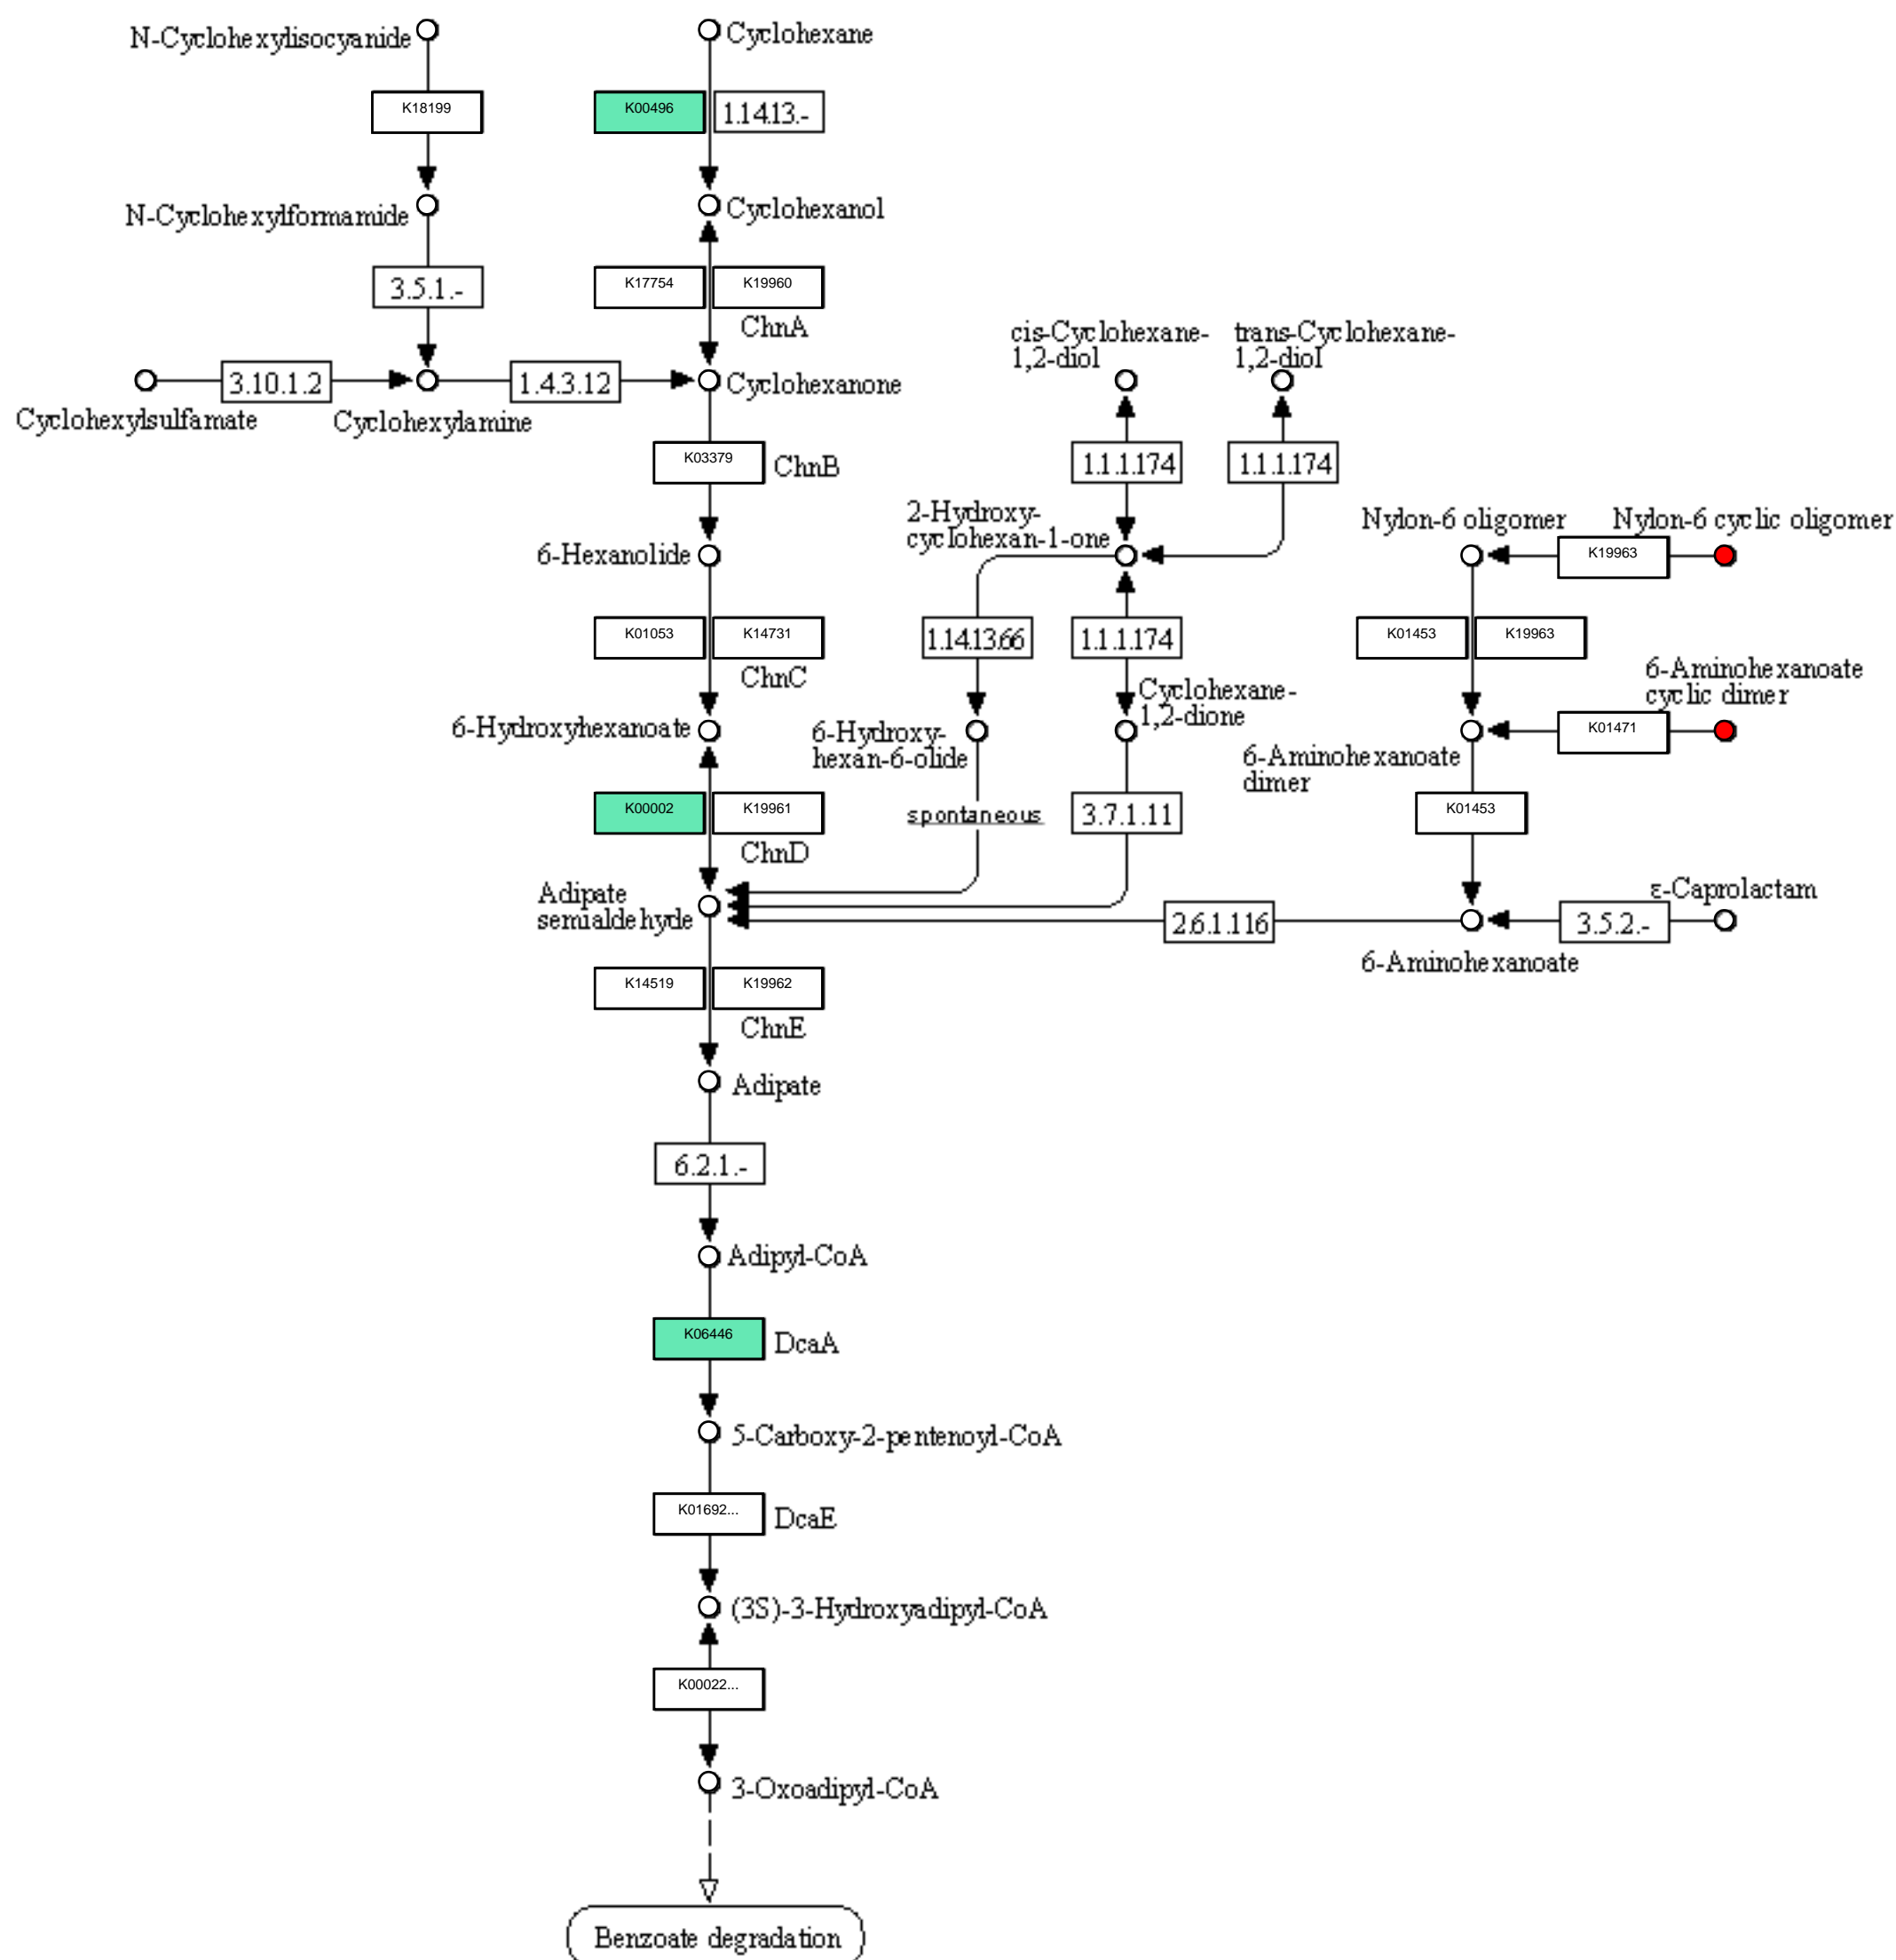 N-Cyclohexylisocyanide
Cyclohexane
K18199
K00496
1.14.13.-
N-Cyclohexylformamide
Cyclohexanol
3.5.1.-
K17754
K19960
ChnA
cis-Cyclohexane-
1,2-diol
trans-Cyclohexane-
1,2-diol
3.10.1.2
1.4.3.12
Cyclohexanone
Cyclohexylsulfamate
Cyclohexylamine
K03379
ChnB
1.1.1.174
1.1.1.174
2-Hydroxy-
cyclohexan-1-one
Nylon-6 oligomer
Nylon-6 cyclic oligomer
6-Hexanolide
K19963
K01053
K14731
ChnC
1.14.13.66
1.1.1.174
K01453
K19963
Cyclohexane-
1,2-dione
6-Aminohexanoate
cyclic dimer
6-Hydroxyhexanoate
6-Hydroxy-
hexan-6-olide
K01471
6-Aminohexanoate
dimer
K00002
K19961
ChnD
spontaneous
3.7.1.11
K01453
Adipate
semialdehyde
ε-Caprolactam
2.6.1.116
3.5.2.-
6-Aminohexanoate
K14519
K19962
ChnE
Adipate
6.2.1.-
Adipyl-CoA
K06446
DcaA
5-Carboxy-2-pentenoyl-CoA
K01692...
DcaE
(3S)-3-Hydroxyadipyl-CoA
K00022...
3-Oxoadipyl-CoA
Benzoate degradation